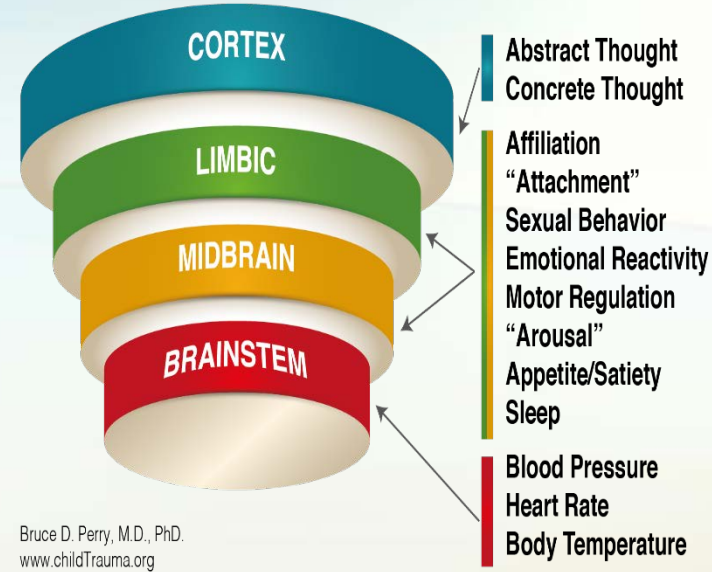 CORTEX
LIMBIC
MIDBRAIN
BRAINSTEM
Abstract Thought
Concrete Thought
Affiliation
“Attachment”
Sexual Behavior
Emotional Reactivity
Motor Regulation
“Arousal”
Appetite/Satiety
Sleep
Blood Pressure
Heart Rate
Body Temperature
Bruce D. Perry, M.D., PhD.
www.childTrauma.org